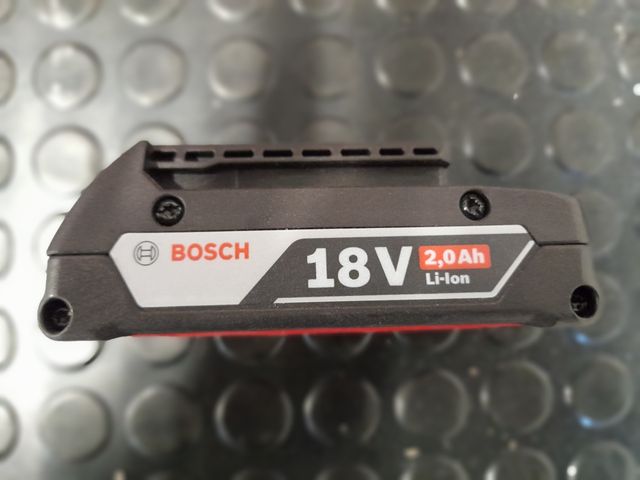 BOSCH
18V
2,0Ah
Li-Ion